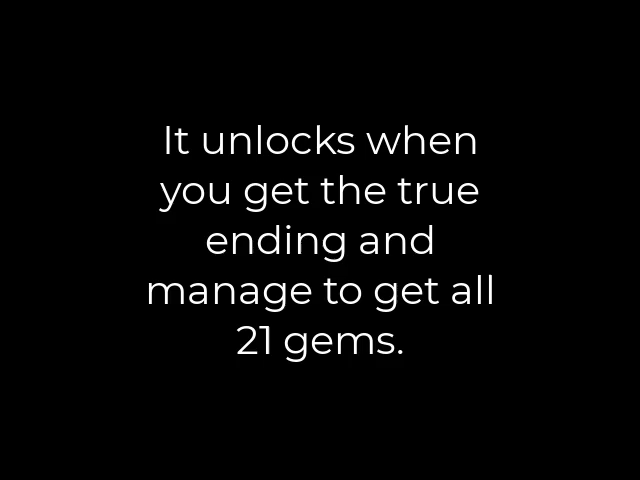 It unlocks when
you get the true
ending and
manage to get all
21 gems.